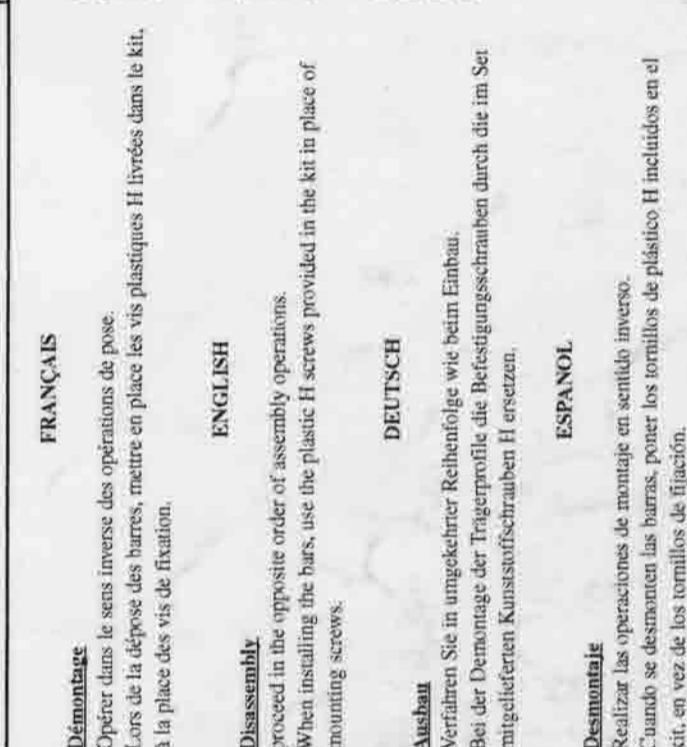 FRANÇAIS
Démontage
Opérer dans le sens inverse des opérations de pose.
Lors de la dépose des barres, mettre en place les vis plastiques H livrées dans le kit,
à la place des vis de fixation.
ENGLISH
Disassembly
proceed in the opposite order of assembly operations.
When installing the bars, use the plastic H screws provided in the kit in place of
mounting screws.
DEUTSCH
Ausbau
Verfahren Sie in umgekehrter Reihenfolge wie beim Einbau.
Bei der Demontage der Trägerprofile die Befestigungsschrauben durch die im Set
mitgelieferten Kunststoffschrauben H ersetzen.
ESPANOL
Desmontaje
Realizar las operaciones de montaje en sentido inverso.
Cuando se desmonten las barras, poner los tornillos de plástico H incluidos en el
kit, en vez de los tornillos de fijación.